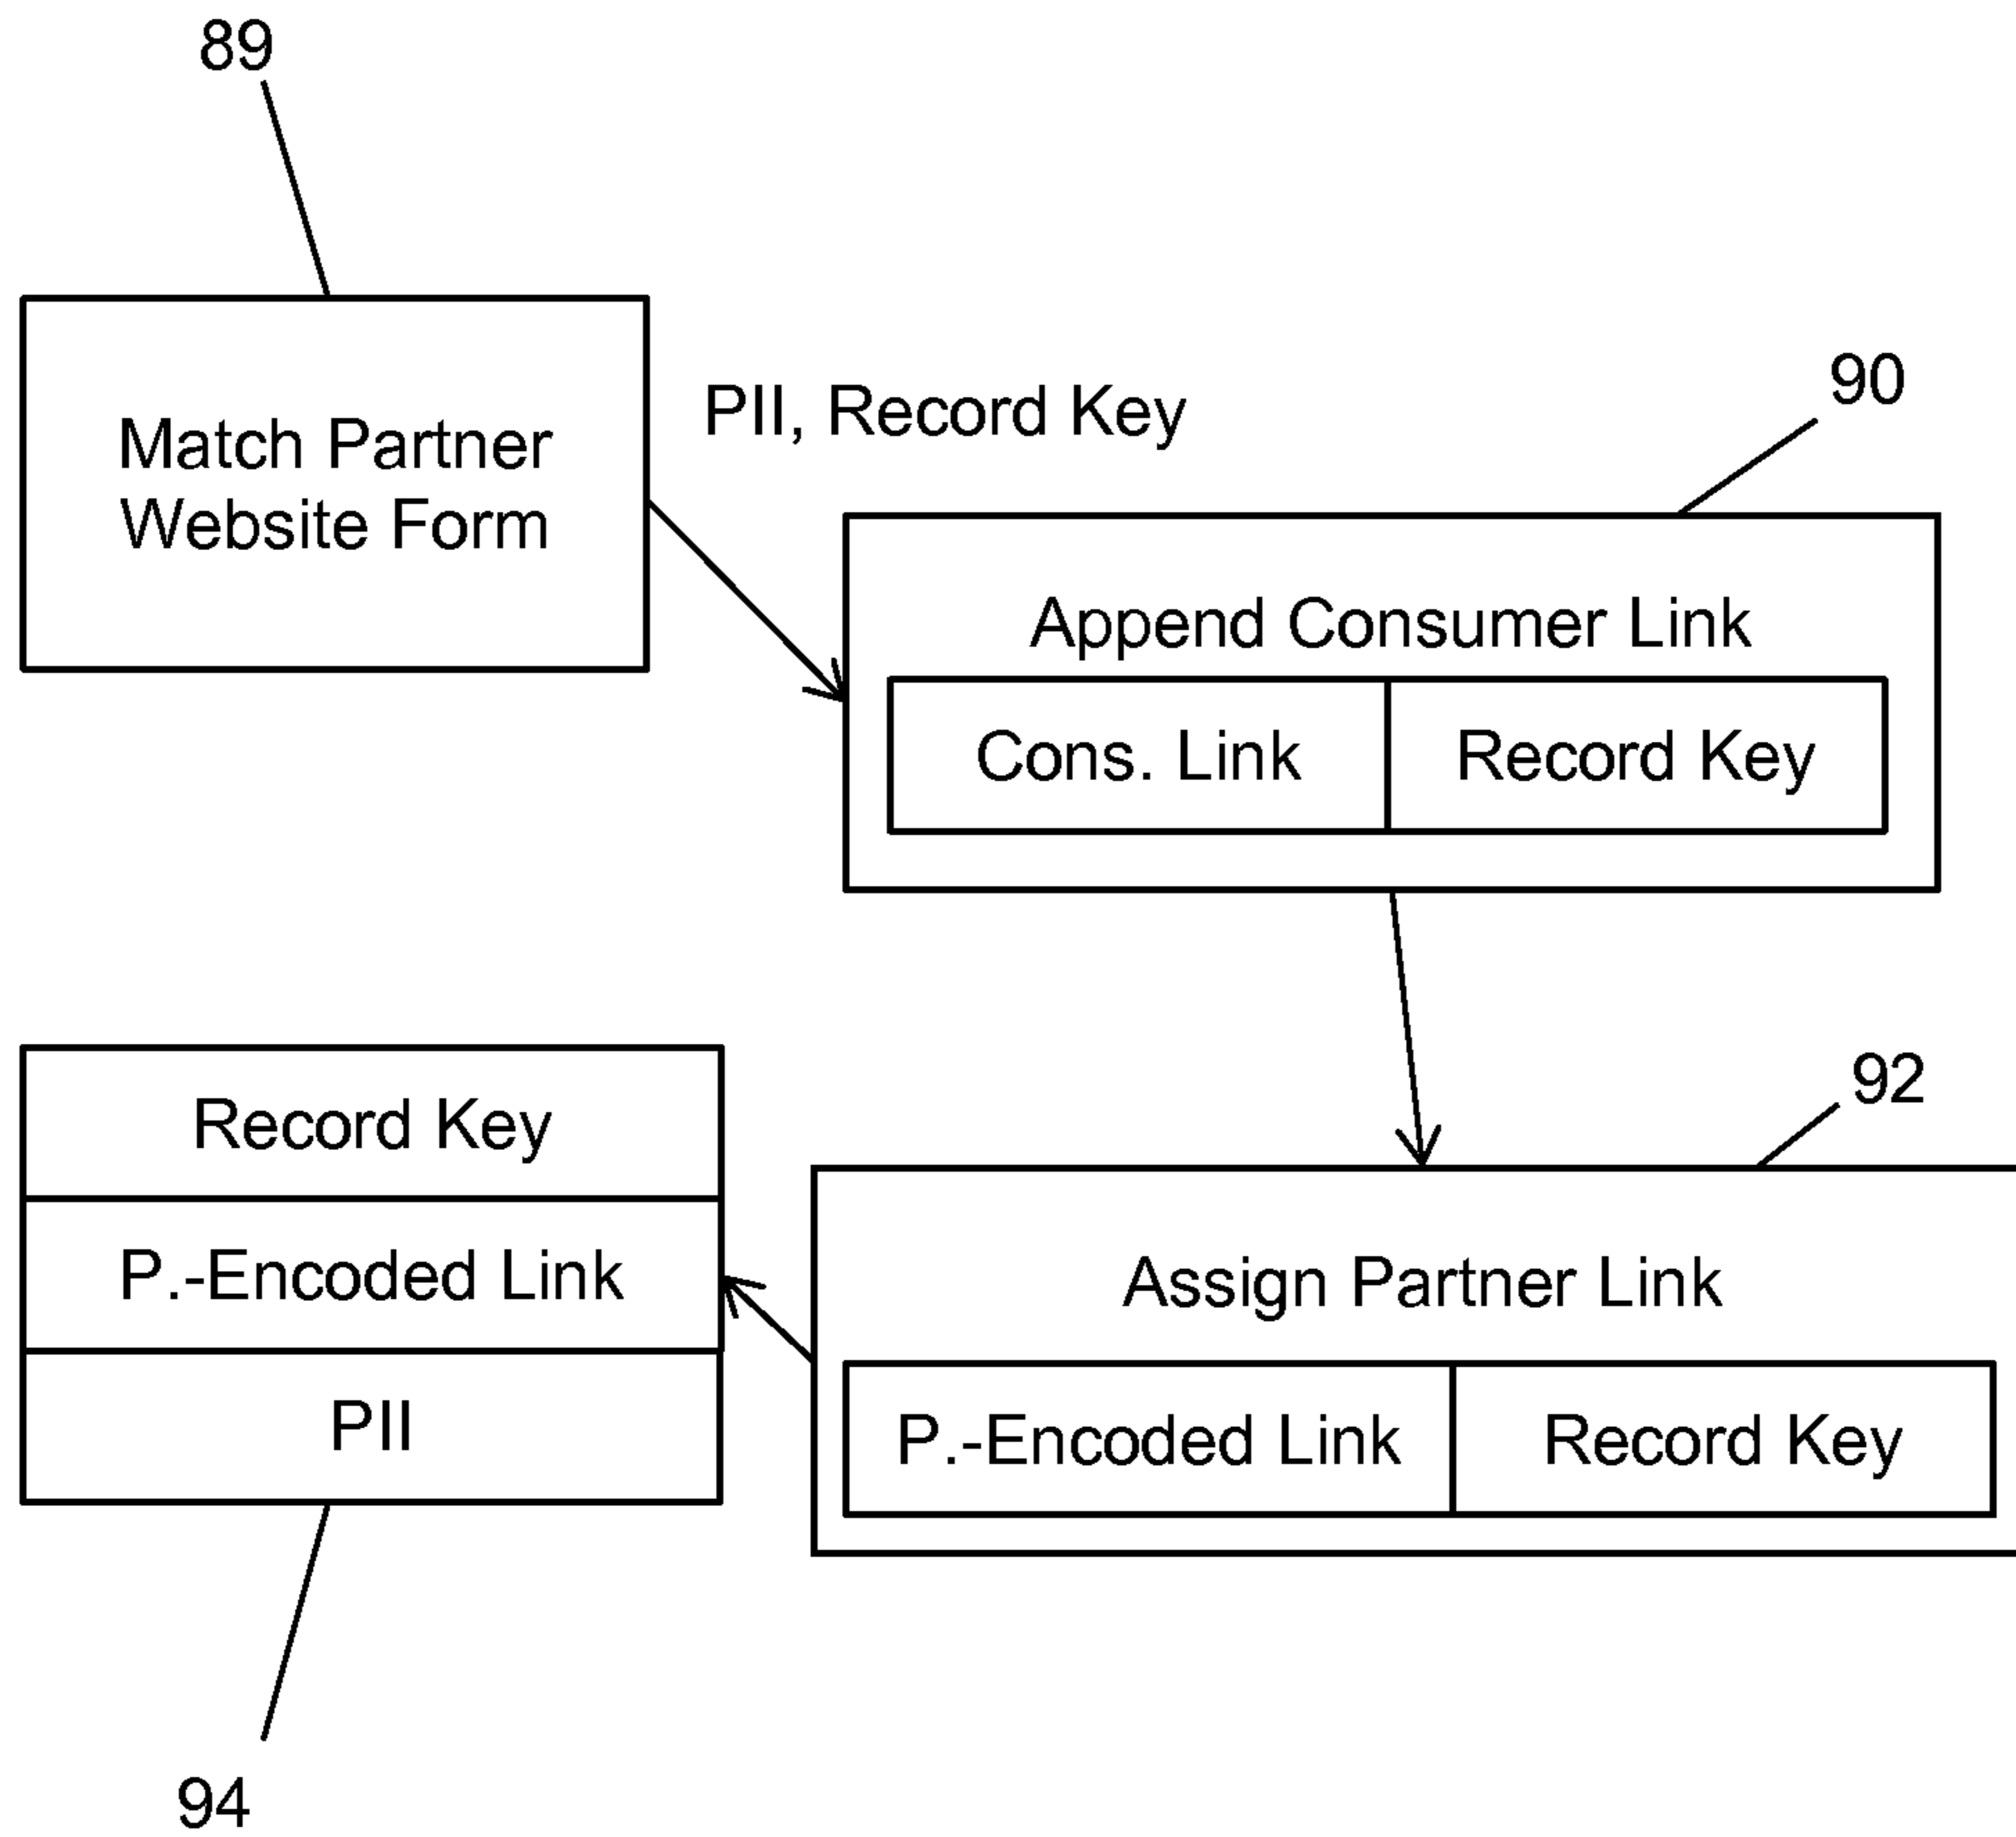 89
Match Partner
Website Form
PII, Record Key
90
Append Consumer Link
Cons. Link
Record Key
92
Assign Partner Link
P.-Encoded Link
Record Key
Record Key
P.-Encoded Link
PII
94